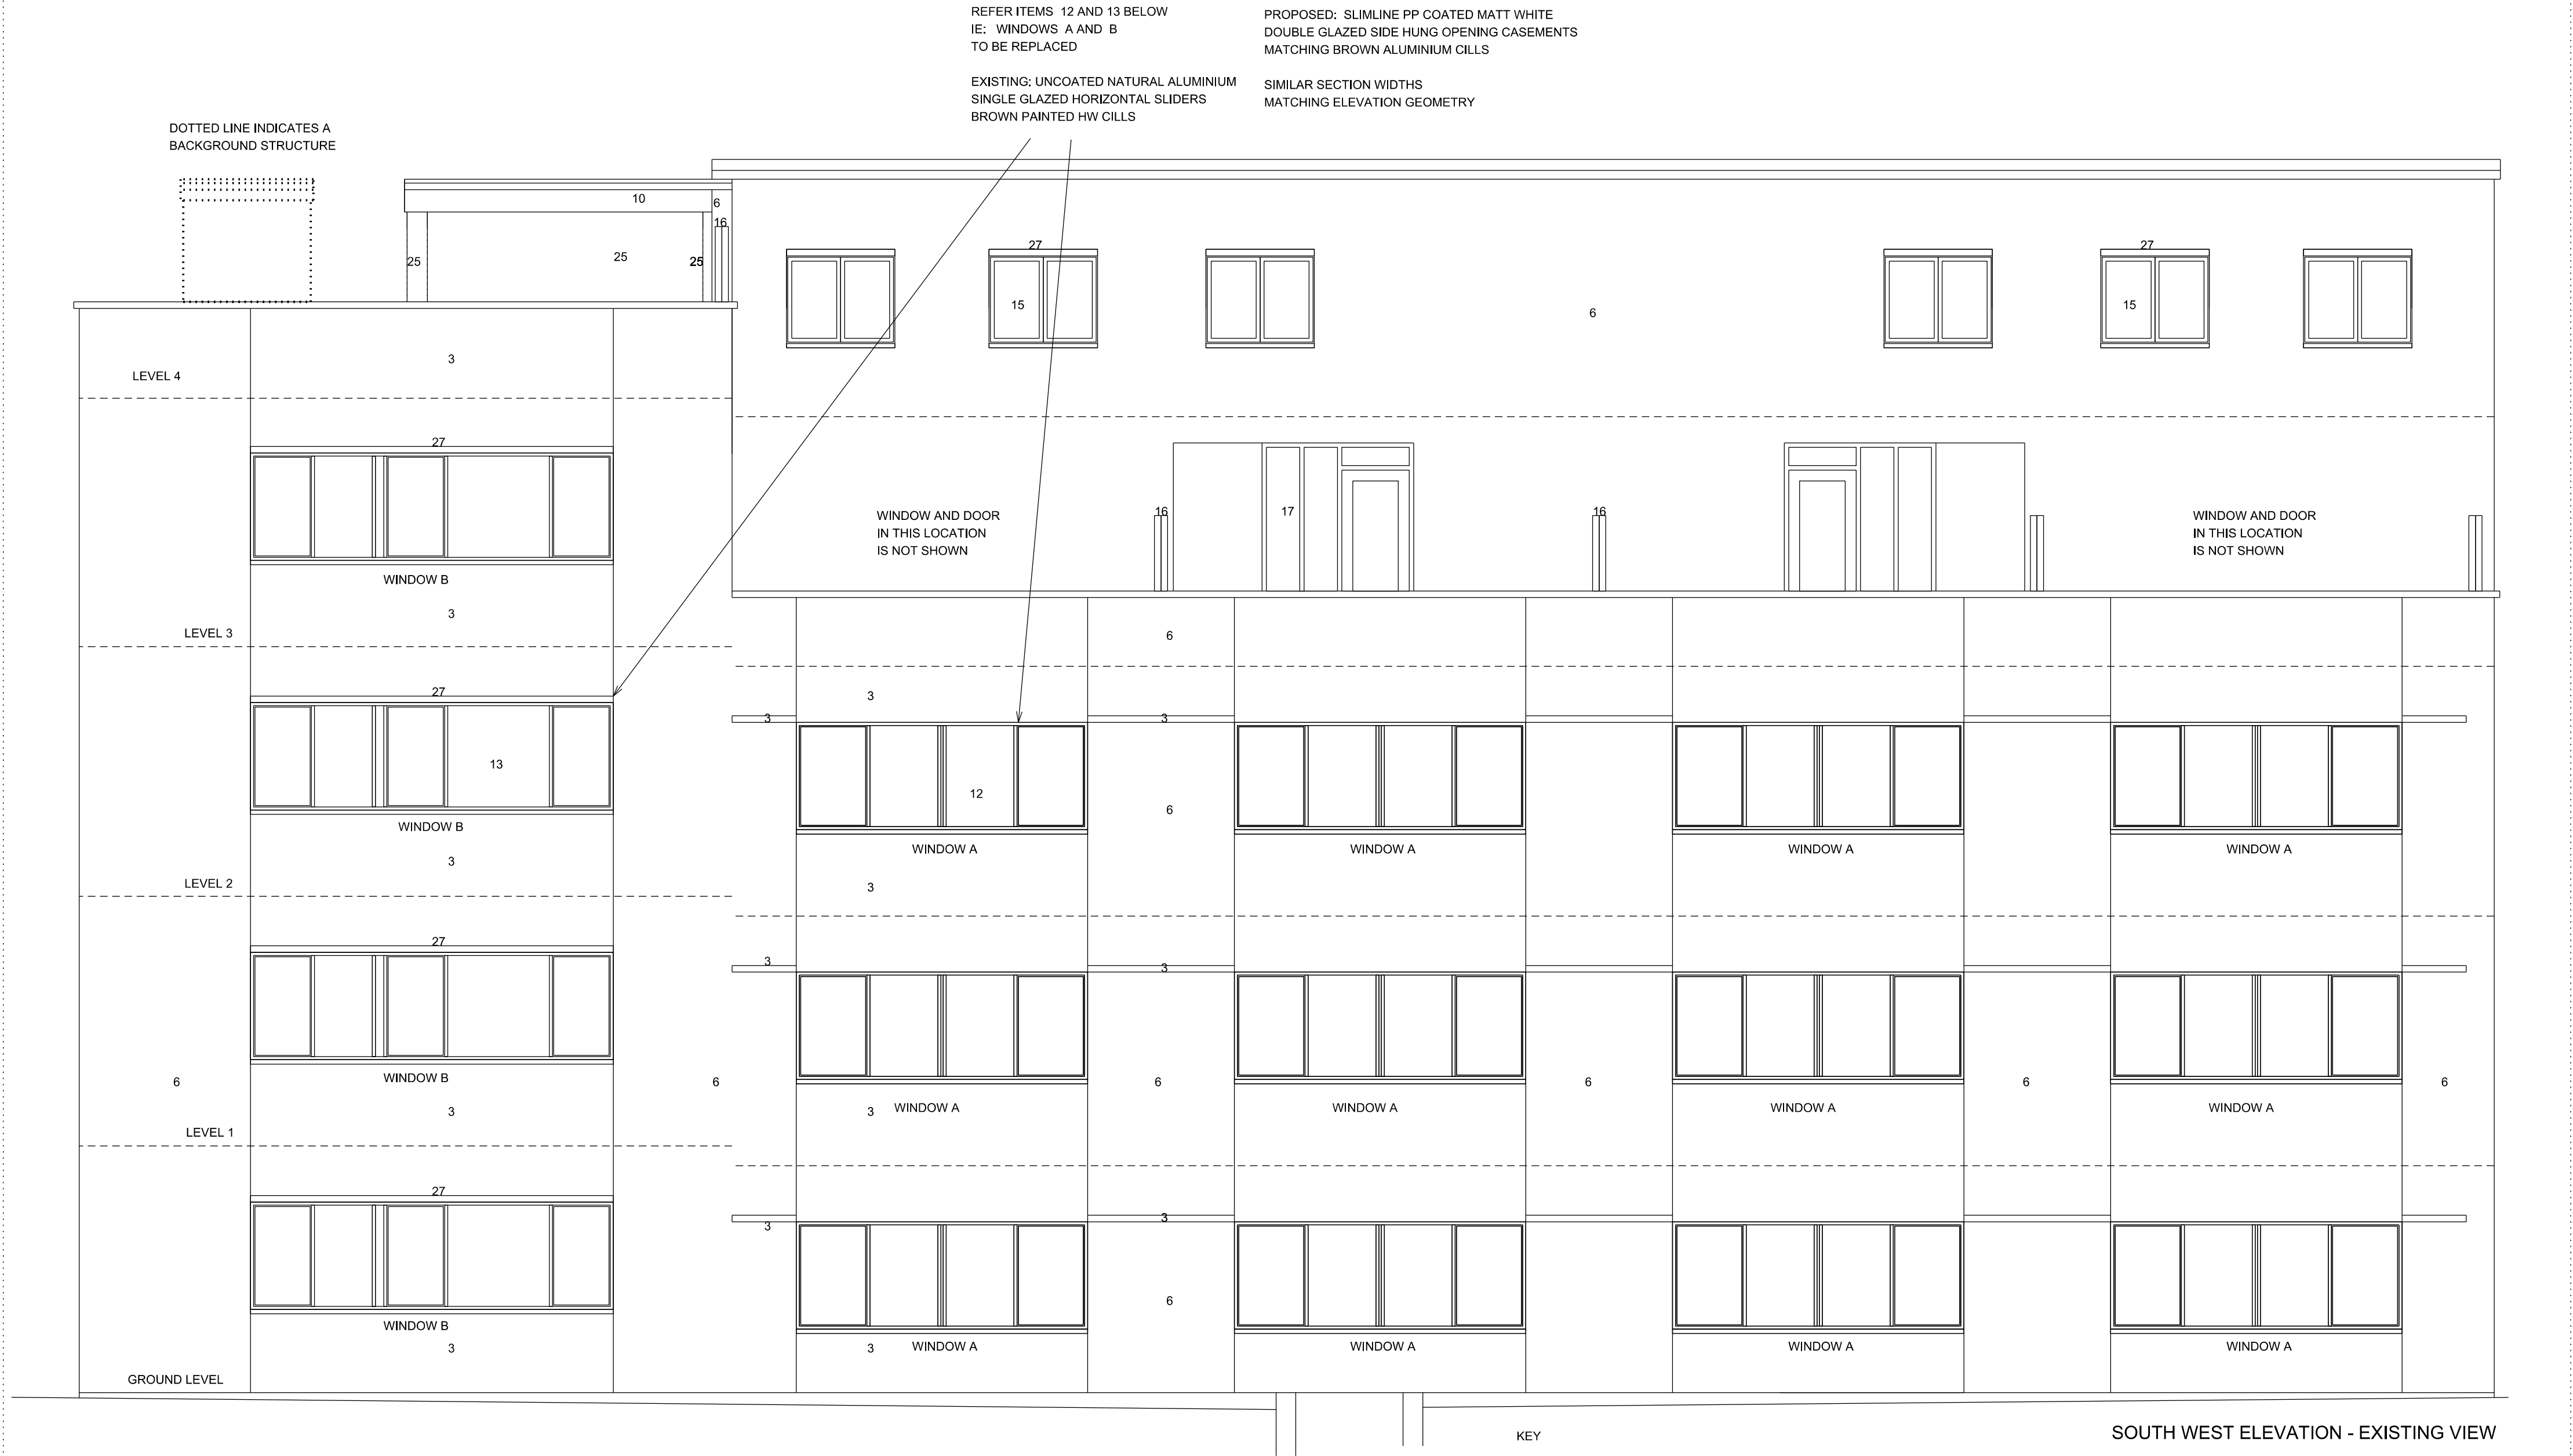 REFER ITEMS 12 AND 13 BELOW
IE: WINDOWS A AND B
TO BE REPLACED
EXISTING: UNCOATED NATURAL ALUMINIUM
SINGLE GLAZED HORIZONTAL SLIDERS
BROWN PAINTED HW CILLS
PROPOSED: SLIMLINE PP COATED MATT WHITE
DOUBLE GLAZED SIDE HUNG OPENING CASEMENTS
MATCHING BROWN ALUMINIUM CILLS
SIMILAR SECTION WIDTHS
MATCHING ELEVATION GEOMETRY
DOTTED LINE INDICATES A
BACKGROUND STRUCTURE
10
6
16
25
25
25
27
27
15
15
6
3
LEVEL 4
27
WINDOW AND DOOR
IN THIS LOCATION
IS NOT SHOWN
16
17
16
WINDOW AND DOOR
IN THIS LOCATION
IS NOT SHOWN
WINDOW B
3
LEVEL 3
6
27
3
3
3
13
12
6
WINDOW B
WINDOW A
WINDOW A
WINDOW A
WINDOW A
3
LEVEL 2
3
27
3
3
6
WINDOW B
6
6
6
6
6
3
3
WINDOW A
WINDOW A
WINDOW A
WINDOW A
LEVEL 1
27
3
3
6
WINDOW B
3
3
WINDOW A
WINDOW A
WINDOW A
WINDOW A
GROUND LEVEL
KEY
SOUTH WEST ELEVATION - EXISTING VIEW